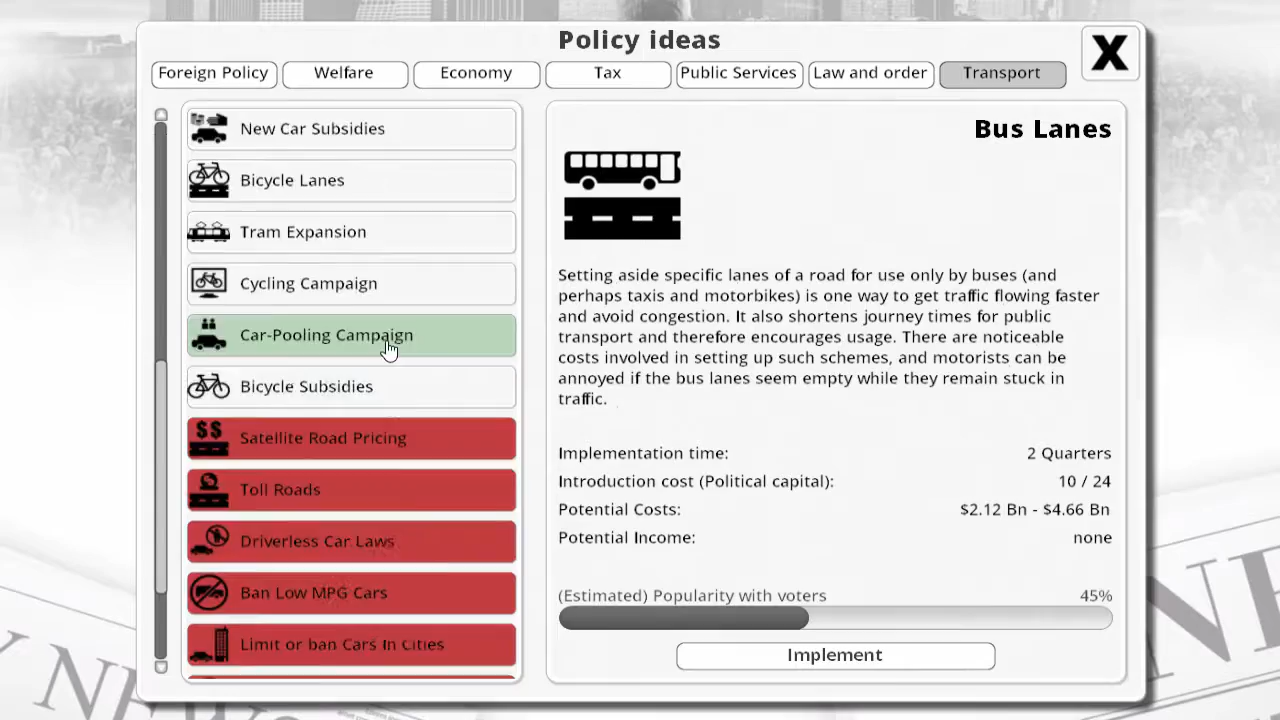 Policy ideas
X
Foreign Policy
Welfare
Economy
Tax
Public Services
Law and order
Transport
New Car Subsidies
Bicycle Lanes
Tram Expansion
Cycling Campaign
Car-Pooling Campaign
Bicycle Subsidies
$$
Satellite Road Pricing
Toll Roads
Driverless Car Laws
Ban Low MPG Cars
Limit or ban Cars In Cities
Bus Lanes
Setting aside specific lanes of a road for use only by buses (and
perhaps taxis and motorbikes) is one way to get traffic flowing faster
and avoid congestion. It also shortens journey times for public
transport and therefore encourages usage. There are noticeable
costs involved in setting up such schemes, and motorists can be
annoyed if the bus lanes seem empty while they remain stuck in
traffic.
Implementation time: 2 Quarters
Introduction cost (Political capital): 10 / 24
Potential Costs: $2.12 Bn - $4.66 Bn
Potential Income: none
(Estimated) Popularity with voters 45%
Implement